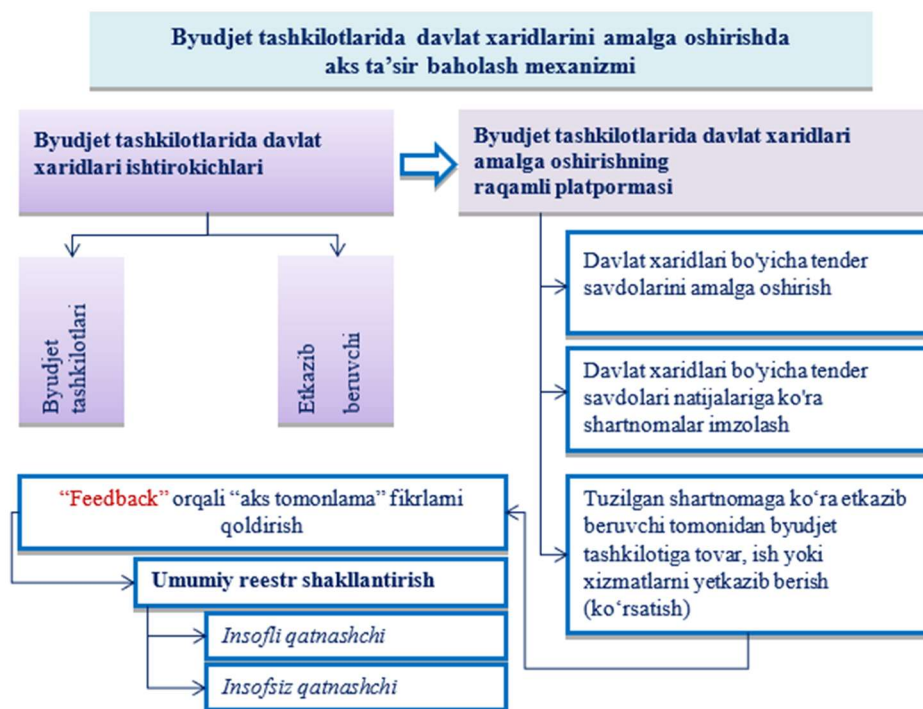 Byudjet tashkilotlarida davlat xaridlarini amalga oshirishda
aks ta’sir baholash mexanizmi
Byudjet tashkilotlarida davlat
xaridlari ishtirokichlari
Byudjet tashkilotlarida davlat xaridlari
amalga oshirishning
raqamli platpormasi
Byudjet
tashkilotlari
Etkazib
beruvchi
Davlat xaridlari bo'yicha tender
savdolarini amalga oshirish
Davlat xaridlari bo'yicha tender
savdolari natijalariga ko'ra
shartnomalar imzolash
Tuzilgan shartnomaga ko‘ra etkazib
beruvchi tomonidan byudjet
tashkilotiga tovar, ish yoki
xizmatlarni yetkazib berish
(ko‘rsatish)
“Feedback” orqali “aks tomonlama” fikrlarni
qoldirish
Umumiy reestr shakllantirish
Insofli qatnashchi
Insofsiz qatnashchi